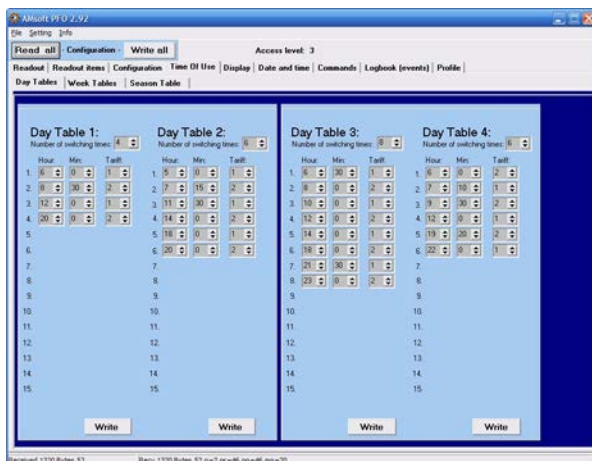 AMsoft PFO 2.92
File Setting Info
Read all - Configuration - Write all Access level: 3
Readout Readout items Configuration Time Of Use Display Date and time Commands Logbook (events) Profile
Day Tables Week Tables Season Table
Day Table 1: Day Table 2: Day Table 3: Day Table 4:
Number of switching times: 4 Number of switching times: 6 Number of switching times: 8 Number of switching times: 6
Hour: Min: Tariff: Hour: Min: Tariff: Hour: Min: Tariff: Hour: Min: Tariff:
1. 6 0 1 1. 5 0 1 1. 6 30 1 1. 6 0 2
2. 8 30 2 2. 7 15 2 2. 8 0 2 2. 7 10 1
3. 12 0 1 3. 11 30 1 3. 10 0 1 3. 9 30 2
4. 20 0 2 4. 14 0 2 4. 12 0 2 4. 12 0 1
5. 5. 18 0 1 5. 14 0 1 5. 19 20 2
6. 6. 20 0 2 6. 18 0 2 6. 22 0 1
7. 7. 7. 21 30 1 7.
8. 8. 8. 23 0 2 8.
9. 9. 9. 9.
10. 10. 10. 10.
11. 11. 11. 11.
12. 12. 12. 12.
13. 13. 13. 13.
14. 14. 14. 14.
15. 15. 15. 15.
Write Write Write Write